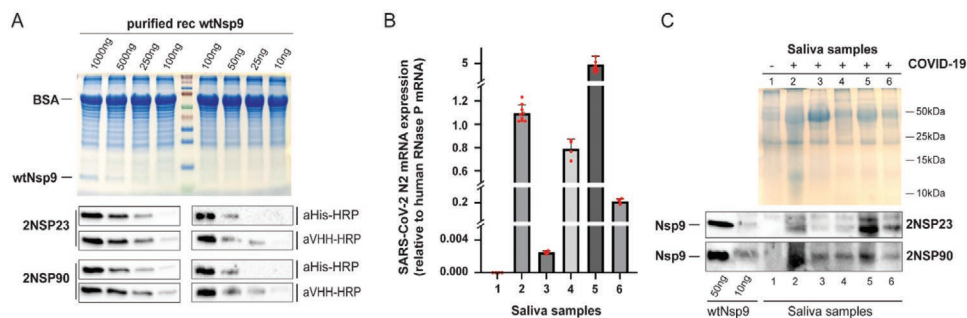 A
purified rec wtNsp9
1000ng 500ng 250ng 100ng 100ng 50ng 25ng 10ng
BSA
wtNsp9
2NSP23
aHis-HRP
aVHH-HRP
2NSP90
aHis-HRP
aVHH-HRP
B
SARS-CoV-2 N2 mRNA expression
(relative to human RNase P mRNA)
5
1.2
1.0
0.8
0.6
0.2
0.004
0.000
1 2 3 4 5 6
Saliva samples
C
Saliva samples
- + + + + + COVID-19
1 2 3 4 5 6
50kDa
25kDa
15kDa
10kDa
Nsp9 2NSP23
Nsp9 2NSP90
50ng 10ng 1 2 3 4 5 6
wtNsp9 Saliva samples